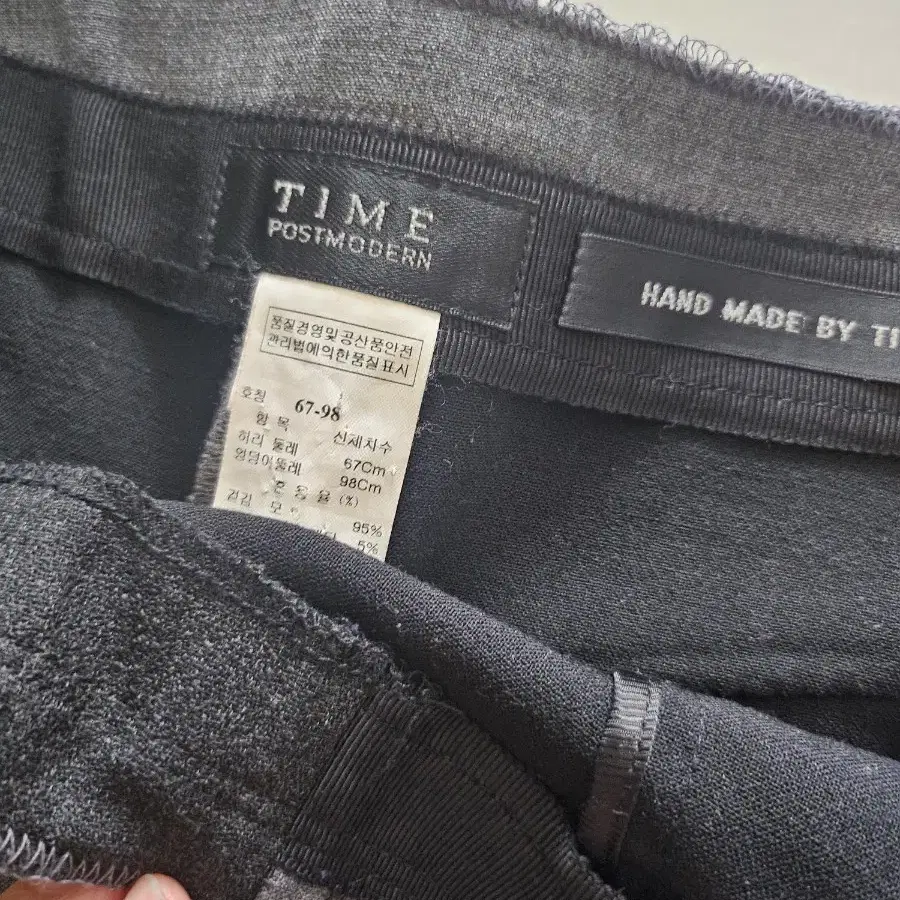 TIME
POSTMODERN
HAND MADE BY TI
품질경영및공산품안전
관리법에의한품질표시
호칭 67-98
항 목 신체치수
허리 둘레 67Cm
엉덩이둘레 98Cm
혼 용 율 (%)
겉감 모 95%
5%